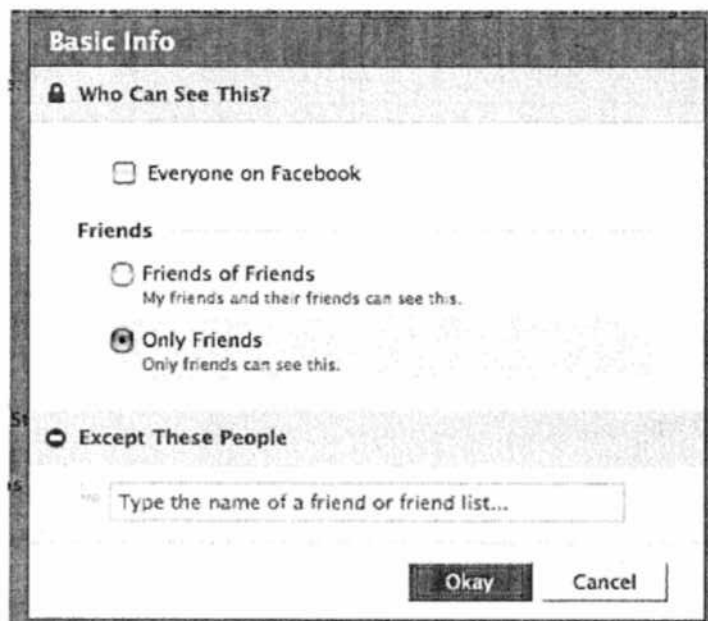 Basic Info
Who Can See This?
Everyone on Facebook
Friends
Friends of Friends
My friends and their friends can see this.
Only Friends
Only friends can see this.
Except These People
Type the name of a friend or friend list...
Okay Cancel